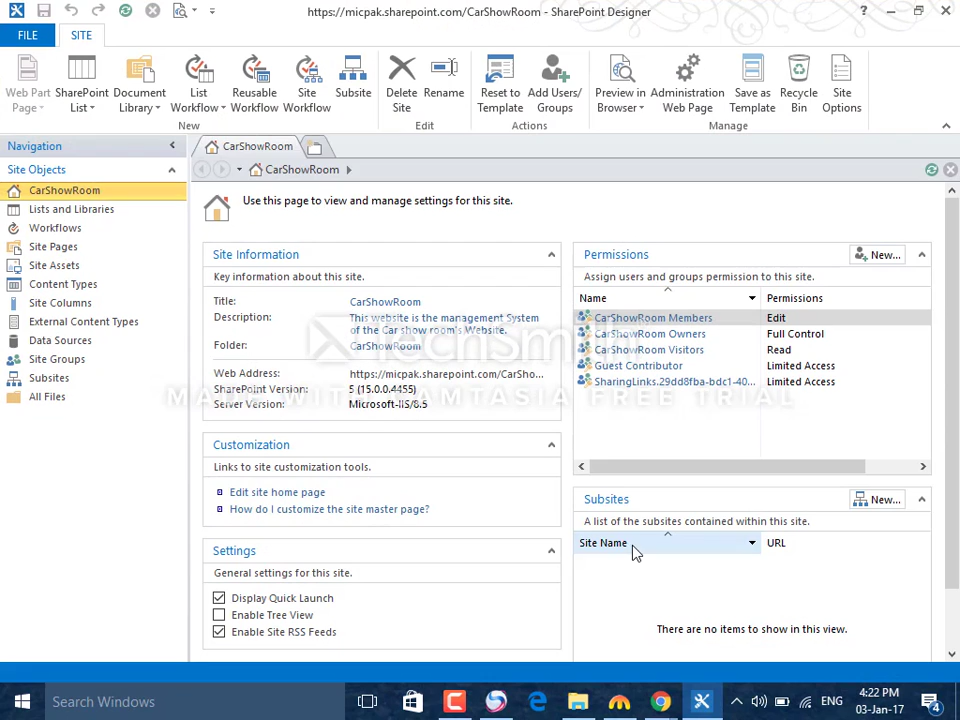 https://micpak.sharepoint.com/CarShowRoom - SharePoint Designer
FILE
SITE
Web Part Page
SharePoint List
Document Library
List Workflow
Reusable Workflow
Site Workflow
Subsite
Delete Site
Rename
Reset to Template
Add Users/ Groups
Preview in Browser
Administration Web Page
Save as Template
Recycle Bin
Site Options
New
Edit
Actions
Manage
Navigation
Site Objects
CarShowRoom
Lists and Libraries
Workflows
Site Pages
Site Assets
Content Types
Site Columns
External Content Types
Data Sources
Site Groups
Subsites
All Files
CarShowRoom
CarShowRoom
Use this page to view and manage settings for this site.
Site Information
Key information about this site.
Title: CarShowRoom
Description: This website is the management System
of the Car show room's Website.
Folder: CarShowRoom
Web Address: https://micpak.sharepoint.com/CarSho...
SharePoint Version: 5 (15.0.0.4455)
Server Version: Microsoft-IIS/8.5
Customization
Links to site customization tools.
Edit site home page
How do I customize the site master page?
Settings
General settings for this site.
Display Quick Launch
Enable Tree View
Enable Site RSS Feeds
Permissions
New...
Assign users and groups permission to this site.
Name Permissions
CarShowRoom Members Edit
CarShowRoom Owners Full Control
CarShowRoom Visitors Read
Guest Contributor Limited Access
SharingLinks.29dd8fba-bdc1-40... Limited Access
Subsites
New...
A list of the subsites contained within this site.
Site Name URL
There are no items to show in this view.
TechSmith
MADE WITH CAMTASIA FREE TRIAL
Search Windows
ENG
4:22 PM
03-Jan-17
4